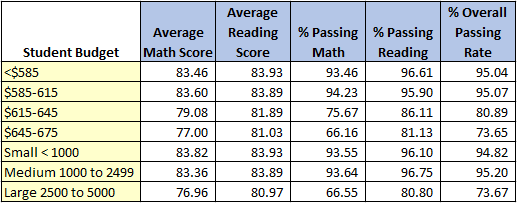 Student Budget Average Math Score Average Reading Score % Passing Math % Passing Reading % Overall Passing Rate
<$585 83.46 83.93 93.46 96.61 95.04
$585-615 83.60 83.89 94.23 95.90 95.07
$615-645 79.08 81.89 75.67 86.11 80.89
$645-675 77.00 81.03 66.16 81.13 73.65
Small < 1000 83.82 83.93 93.55 96.10 94.82
Medium 1000 to 2499 83.36 83.89 93.64 96.75 95.20
Large 2500 to 5000 76.96 80.97 66.55 80.80 73.67